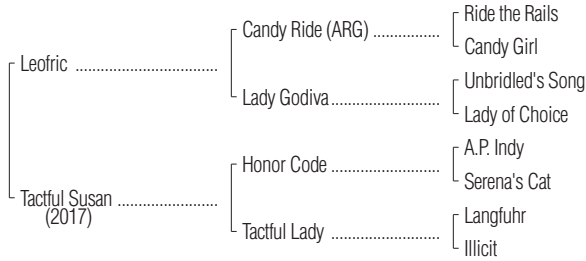 Ride the Rails
Candy Ride (ARG) ..................
Candy Girl
Leofric ......................................
Unbridled's Song
Lady Godiva .............................
Lady of Choice
A.P. Indy
Honor Code .............................
Serena's Cat
Tactful Susan ..........................
(2017)
Langfuhr
Tactful Lady .............................
Illicit